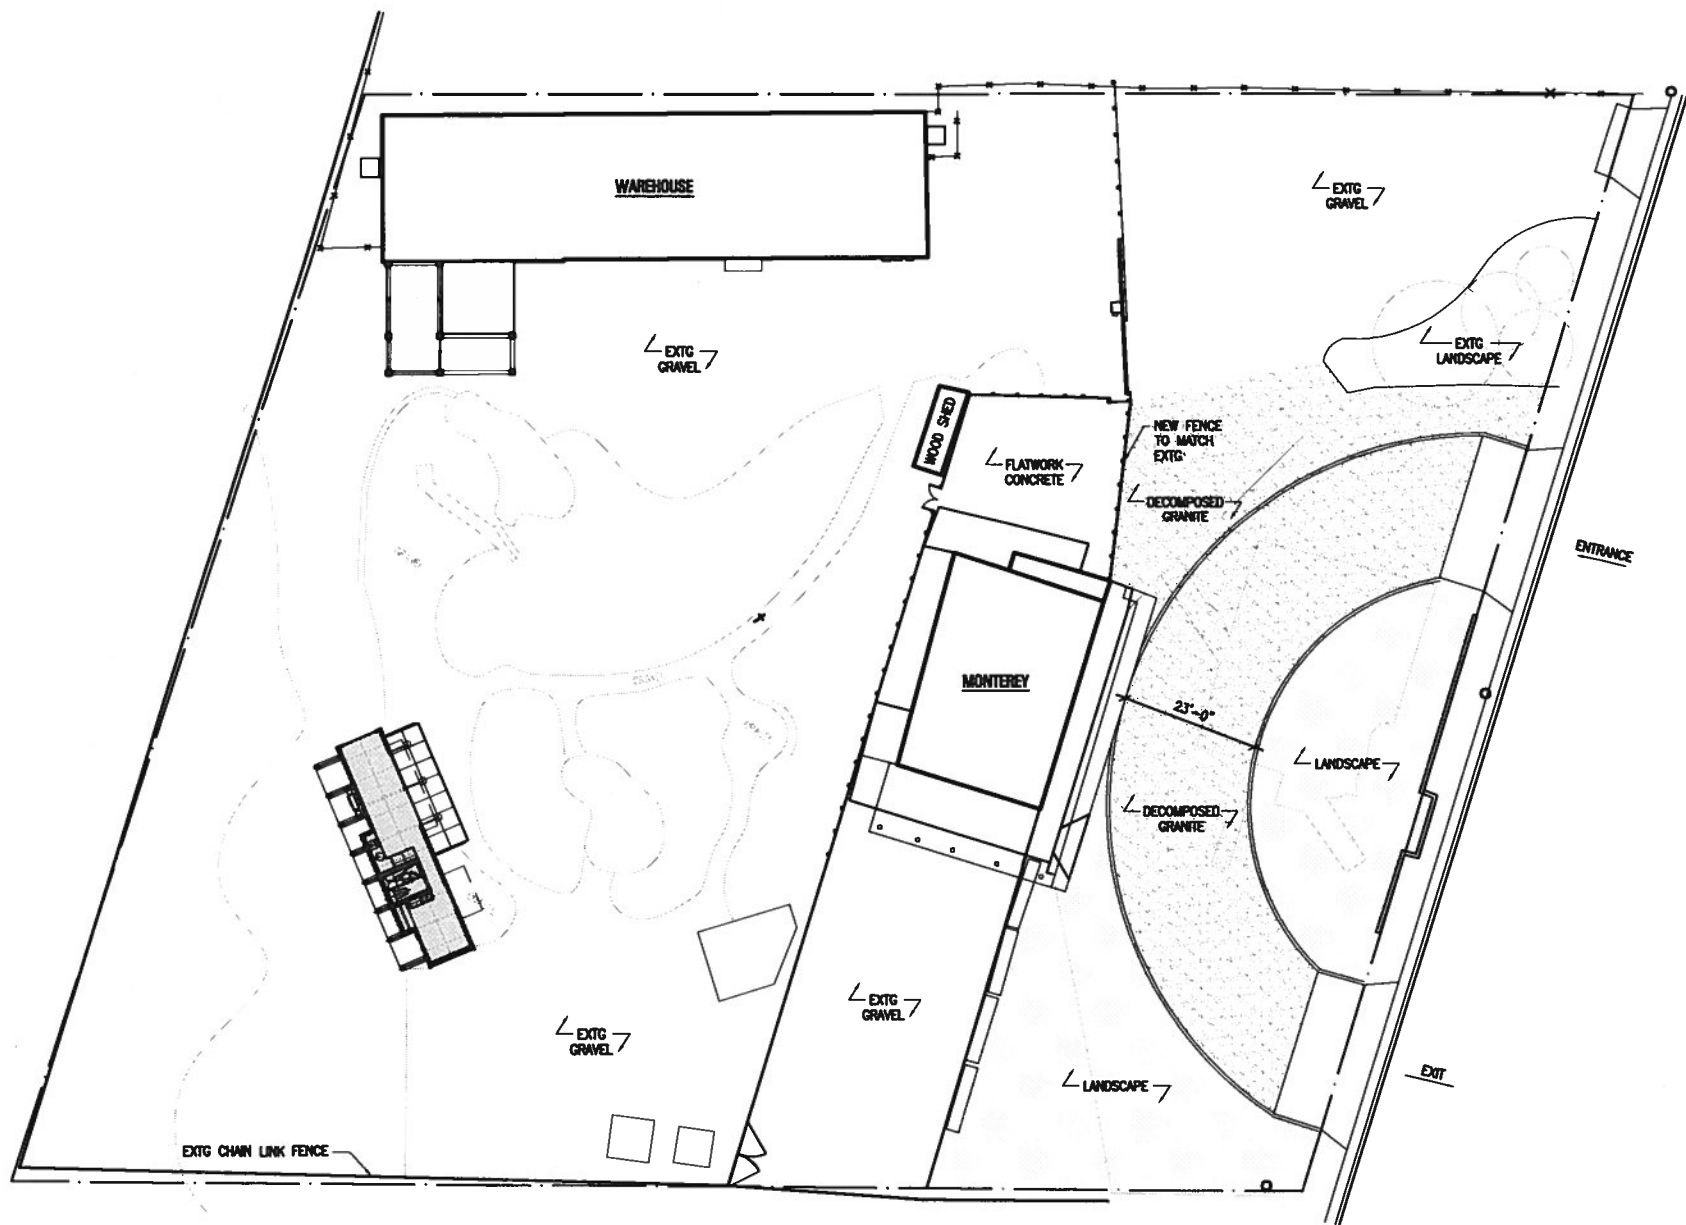 WAREHOUSE
EXTG
GRAVEL
EXTG
GRAVEL
EXTG
LANDSCAPE
WOOD SHED
FLATWORK
CONCRETE
NEW FENCE
TO MATCH
EXTG.
DECOMPOSED
GRANITE
ENTRANCE
MONTEREY
23'-0"
LANDSCAPE
DECOMPOSED
GRANITE
EXTG
GRAVEL
EXTG
GRAVEL
LANDSCAPE
EXIT
EXTG CHAIN LINK FENCE